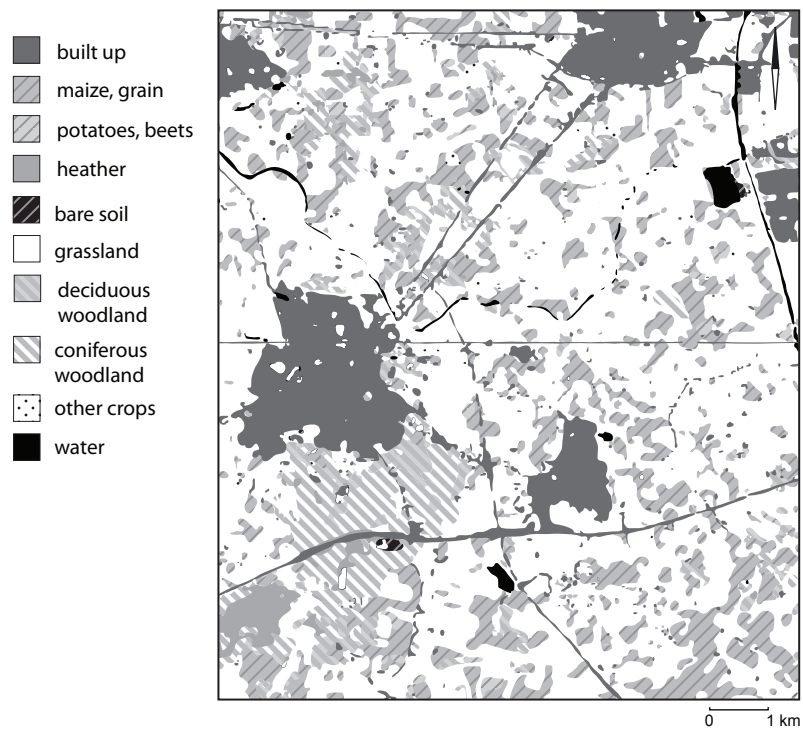 built up
maize, grain
potatoes, beets
heather
bare soil
grassland
deciduous
woodland
coniferous
woodland
other crops
water
0 1 km